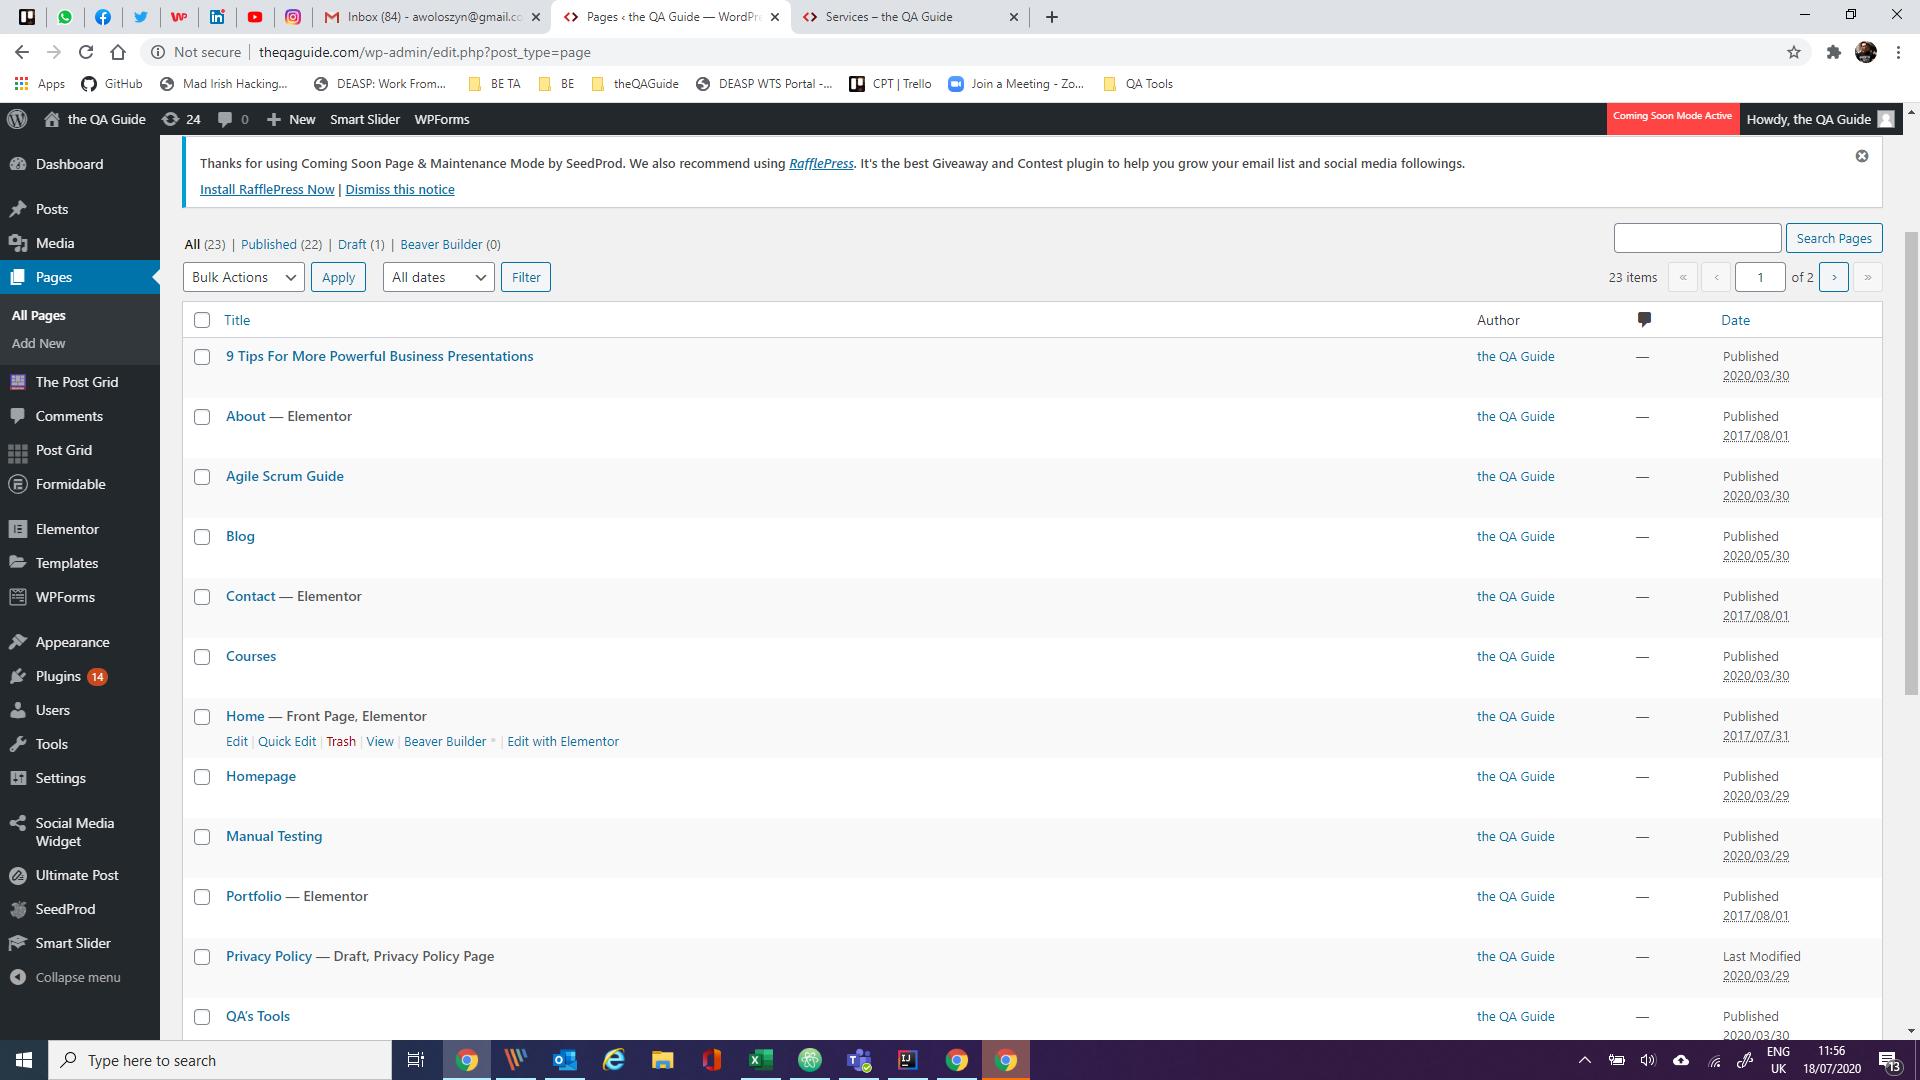 Inbox (84) - awoloszyn@gmail.co
Pages ‹ the QA Guide — WordPre
Services – the QA Guide
Not secure | theqaguide.com/wp-admin/edit.php?post_type=page
Apps
GitHub
Mad Irish Hacking...
DEASP: Work From...
BE TA
BE
theQAGuide
DEASP WTS Portal -...
CPT | Trello
Join a Meeting - Zo...
QA Tools
the QA Guide
24
0
New
Smart Slider
WPForms
Coming Soon Mode Active
Howdy, the QA Guide
Dashboard
Posts
Media
Pages
All Pages
Add New
The Post Grid
Comments
Post Grid
Formidable
Elementor
Templates
WPForms
Appearance
Plugins 14
Users
Tools
Settings
Social Media
Widget
Ultimate Post
SeedProd
Smart Slider
Collapse menu
Thanks for using Coming Soon Page & Maintenance Mode by SeedProd. We also recommend using RafflePress. It's the best Giveaway and Contest plugin to help you grow your email list and social media followings.
Install RafflePress Now | Dismiss this notice
All (23) | Published (22) | Draft (1) | Beaver Builder (0)
Search Pages
Bulk Actions
Apply
All dates
Filter
23 items « ‹ 1 of 2 › »
Title Author Date
9 Tips For More Powerful Business Presentations the QA Guide — Published
2020/03/30
About — Elementor the QA Guide — Published
2017/08/01
Agile Scrum Guide the QA Guide — Published
2020/03/30
Blog the QA Guide — Published
2020/05/30
Contact — Elementor the QA Guide — Published
2017/08/01
Courses the QA Guide — Published
2020/03/30
Home — Front Page, Elementor the QA Guide — Published
2017/07/31
Edit | Quick Edit | Trash | View | Beaver Builder | Edit with Elementor
Homepage the QA Guide — Published
2020/03/29
Manual Testing the QA Guide — Published
2020/03/29
Portfolio — Elementor the QA Guide — Published
2017/08/01
Privacy Policy — Draft, Privacy Policy Page the QA Guide — Last Modified
2020/03/29
QA's Tools the QA Guide — Published
2020/03/30
Type here to search
ENG
UK
11:56
18/07/2020
13